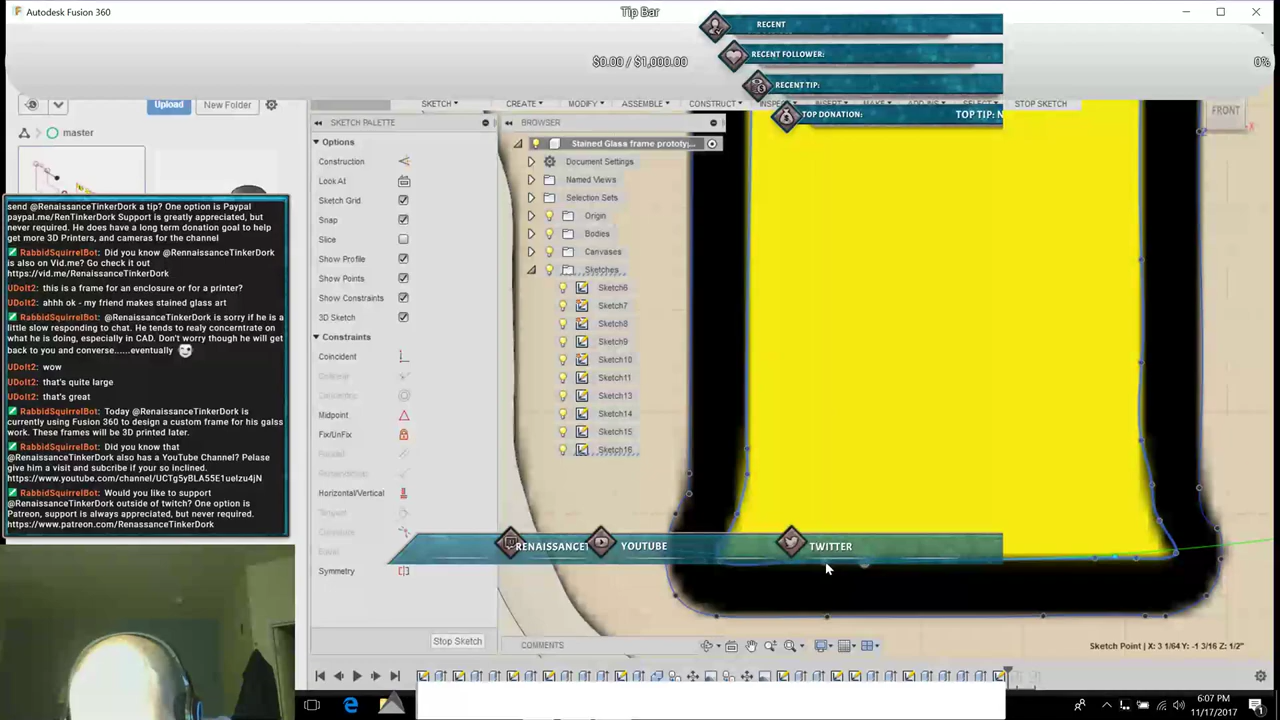 Autodesk Fusion 360
Tip Bar
RECENT
$0.00 / $1,000.00
RECENT FOLLOWER:
0%
RECENT TIP:
Upload
New Folder
SKETCH
CREATE
MODIFY
ASSEMBLE
CONSTRUCT
STOP SKETCH
TOP DONATION:
TOP TIP: N
FRONT
X
Z
SKETCH PALETTE
BROWSER
master
Options
Stained Glass frame prototy...
Construction
Document Settings
Look At
Named Views
Sketch Grid
Selection Sets
Snap
Origin
Slice
Bodies
Show Profile
Canvases
Show Points
Sketches
Show Constraints
Sketch6
3D Sketch
Sketch7
Constraints
Sketch8
Coincident
Sketch9
Sketch10
Sketch11
Midpoint
Sketch13
Fix/UnFix
Sketch14
Sketch15
Sketch16
Horizontal/Vertical
Symmetry
Stop Sketch
send @RenaissanceTinkerDork a tip? One option is Paypal
paypal.me/RenTinkerDork Support is greatly appreciated, but
never required. He does have a long term donation goal to help
get more 3D Printers, and cameras for the channel
RabbidSquirrelBot: Did you know @RennaissanceTinkerDork
is also on Vid.me? Go check it out
https://vid.me/RenaissanceTinkerDork
UDoIt2: this is a frame for an enclosure or for a printer?
UDoIt2: ahhh ok - my friend makes stained glass art
RabbidSquirrelBot: @RenaissanceTinkerDork is sorry if he is a
little slow responding to chat. He tends to realy concerntrate on
what he is doing, especially in CAD. Don't worry though he will get
back to you and converse......eventually
UDoIt2: wow
UDoIt2: that's quite large
UDoIt2: that's great
RabbidSquirrelBot: Today @RenaissanceTinkerDork is
currently using Fusion 360 to design a custom frame for his galss
work. These frames will be 3D printed later.
RabbidSquirrelBot: Did you know that
@RenaissanceTinkerDork also has a YouTube Channel? Pelase
give him a visit and subcribe if your so inclined.
https://www.youtube.com/channel/UCTg5yBLA55E1uelzu4jN
RabbidSquirrelBot: Would you like to support
@RenaissanceTinkerDork outside of twitch? One option is
Patreon, support is always appreciated, but never required.
https://www.patreon.com/RenassanceTinkerDork
RENAISSANCET
YOUTUBE
TWITTER
COMMENTS
Sketch Point | X: 3 1/64 Y: -1 3/16 Z: 1/2"
6:07 PM
11/17/2017